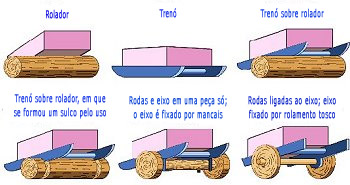 Rolador
Trenó
Trenó sobre rolador
Trenó sobre rolador, em que
se formou um sulco pelo uso
Rodas e eixo em uma peça só;
o eixo é fixado por mancais
Rodas ligadas ao eixo; eixo
fixado por rolamento tosco